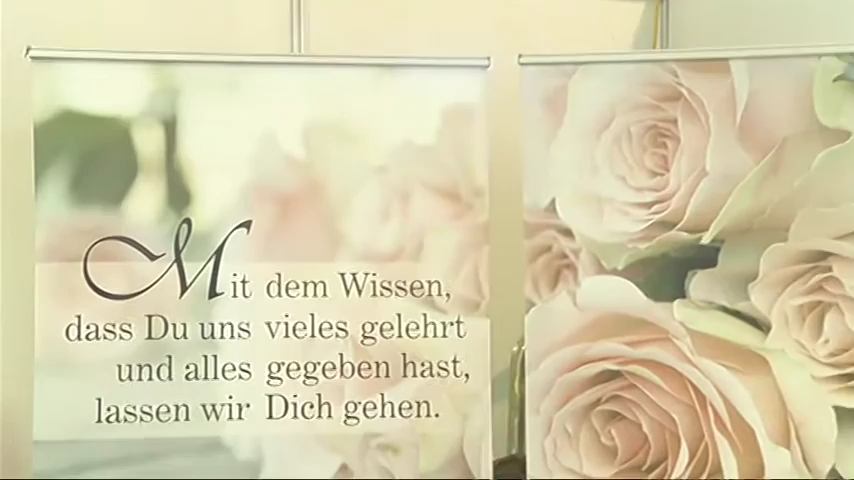 Mit dem Wissen,
dass Du uns vieles gelehrt
und alles gegeben hast,
lassen wir Dich gehen.